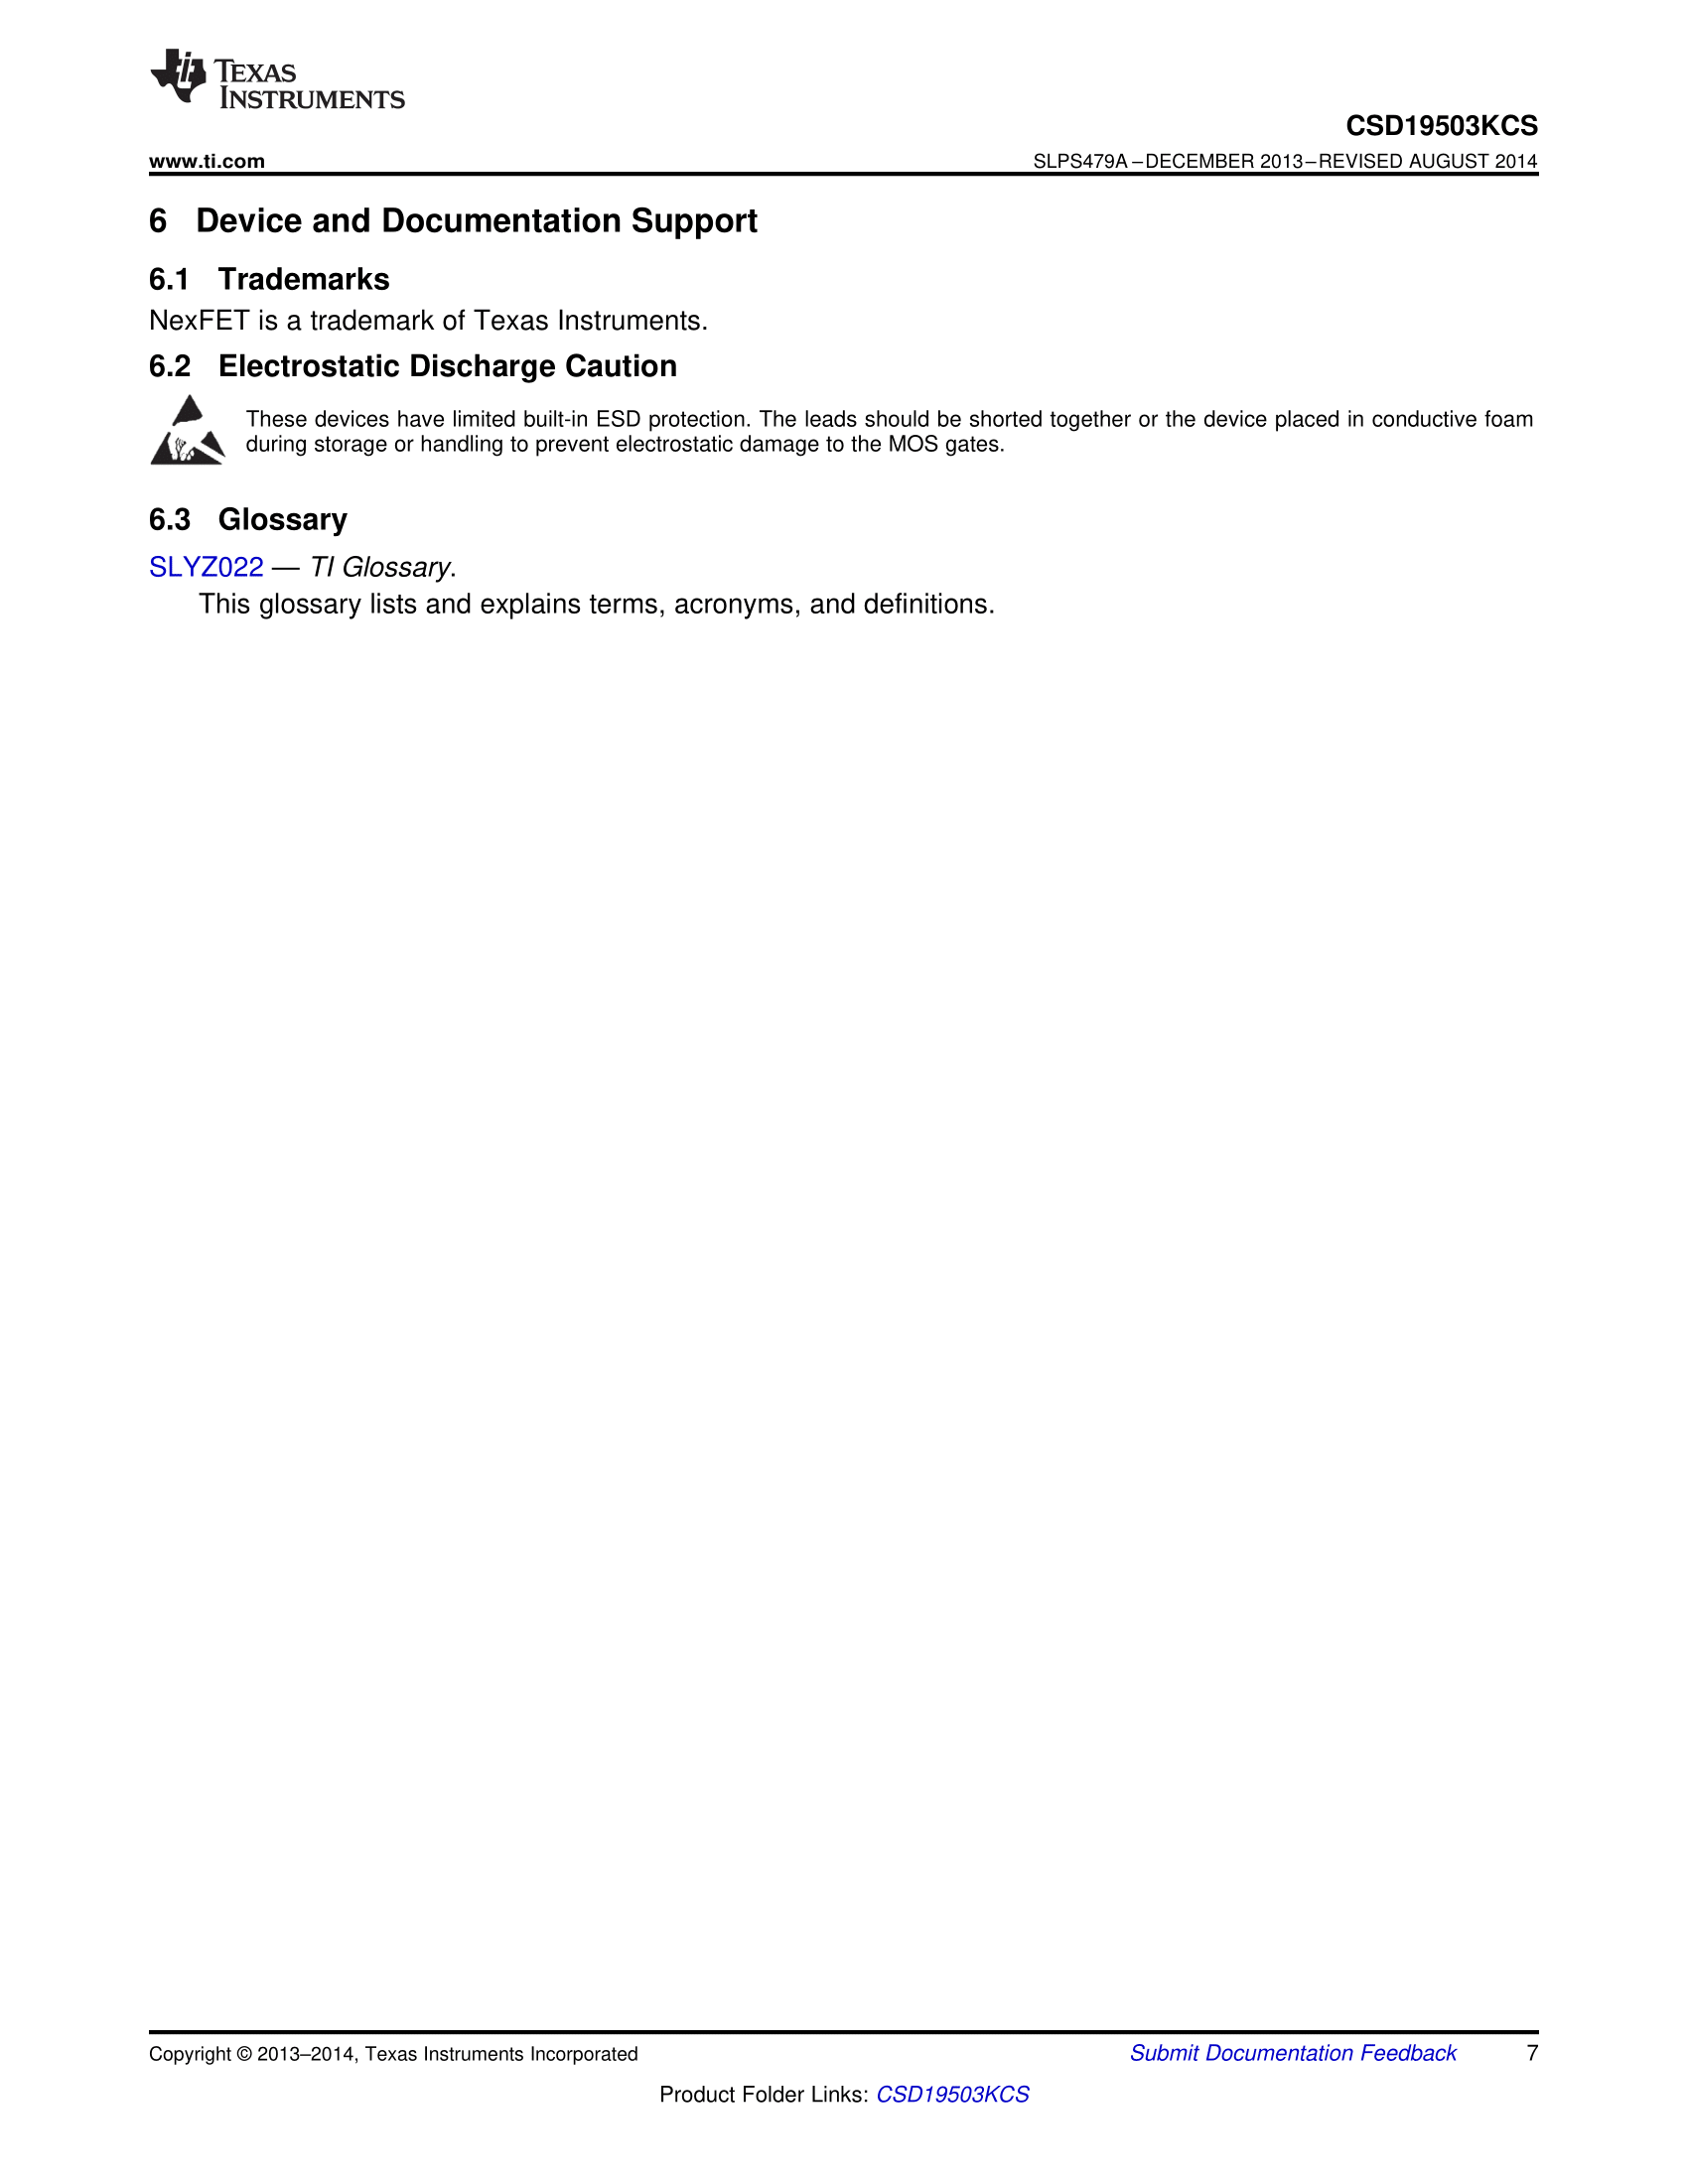 TEXAS
INSTRUMENTS
CSD19503KCS
www.ti.com
SLPS479A – DECEMBER 2013 – REVISED AUGUST 2014
6 Device and Documentation Support
6.1 Trademarks
NexFET is a trademark of Texas Instruments.
6.2 Electrostatic Discharge Caution
These devices have limited built-in ESD protection. The leads should be shorted together or the device placed in conductive foam
during storage or handling to prevent electrostatic damage to the MOS gates.
6.3 Glossary
SLYZ022 — TI Glossary.
This glossary lists and explains terms, acronyms, and definitions.
Copyright © 2013–2014, Texas Instruments Incorporated
Submit Documentation Feedback
7
Product Folder Links: CSD19503KCS